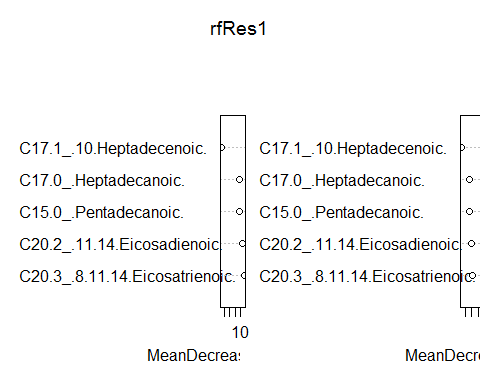 rfRes1
C17.1_.10.Heptadecenoic. C17.1_.10.Heptadecenoic.
C17.0_.Heptadecanoic. C17.0_.Heptadecanoic.
C15.0_.Pentadecanoic. C15.0_.Pentadecanoic.
C20.2_.11.14.Eicosadienoic. C20.2_.11.14.Eicosadienoic.
C20.3_.8.11.14.Eicosatrienoic. C20.3_.8.11.14.Eicosatrienoic.
10
MeanDecreas MeanDecre